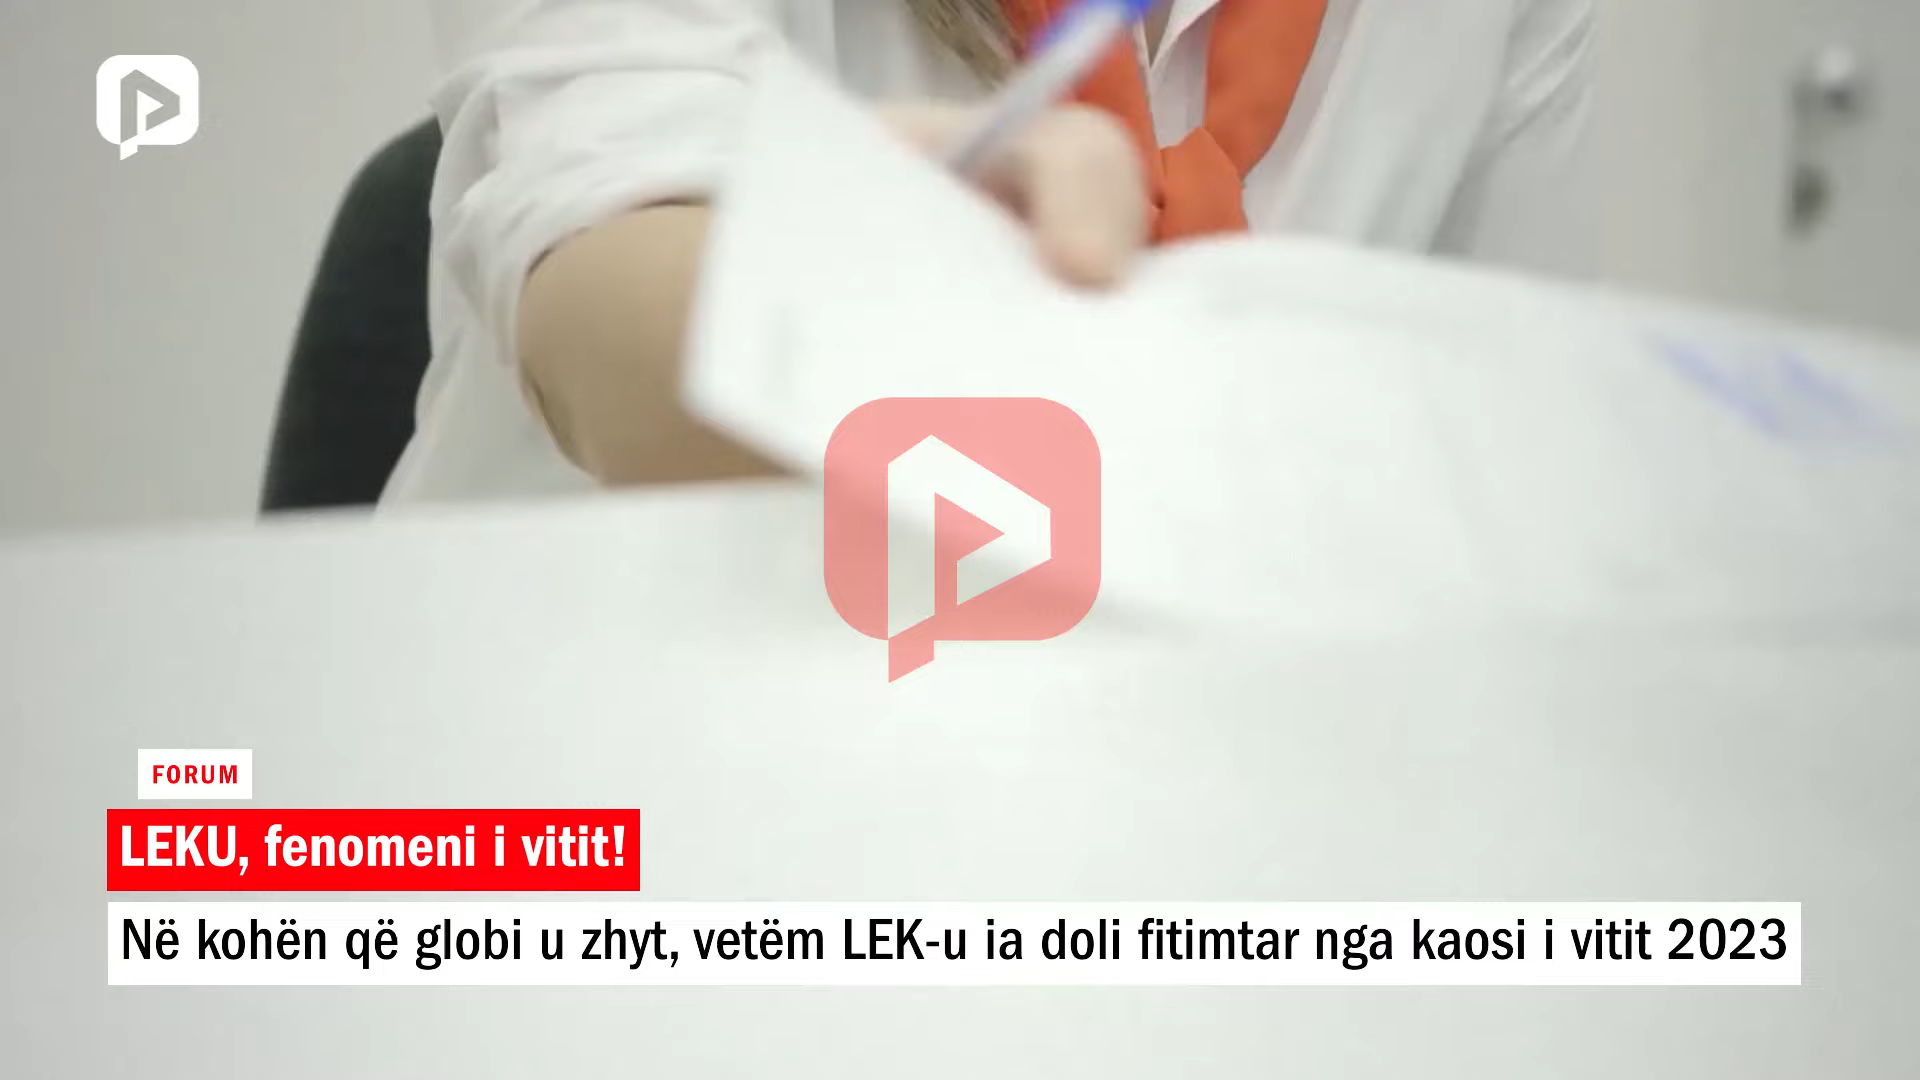 FORUM
LEKU, fenomeni i vitit!
Në kohën që globi u zhyt, vetëm LEK-u ia doli fitimtar nga kaosi i vitit 2023